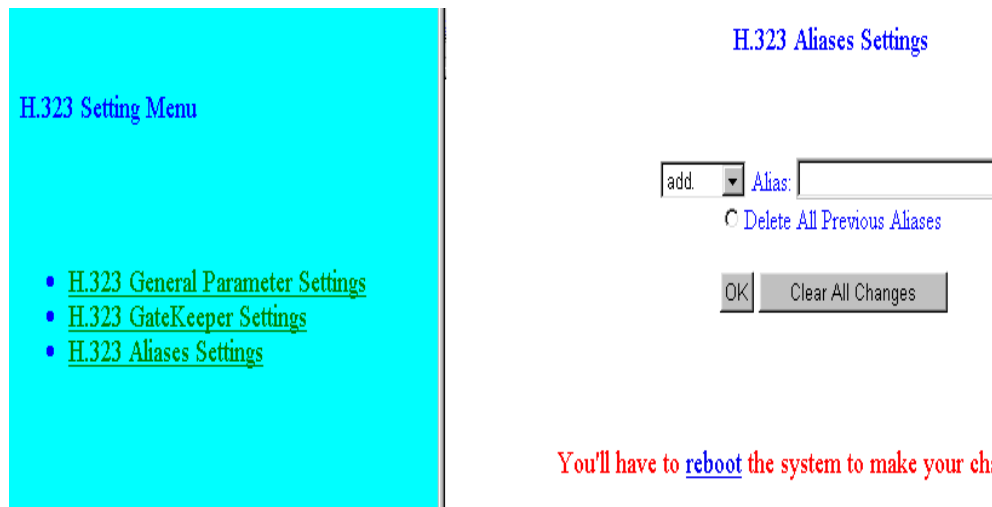 H.323 Setting Menu
H.323 General Parameter Settings
H.323 GateKeeper Settings
H.323 Aliases Settings
H.323 Aliases Settings
add. Alias:
Delete All Previous Aliases
OK Clear All Changes
You'll have to reboot the system to make your